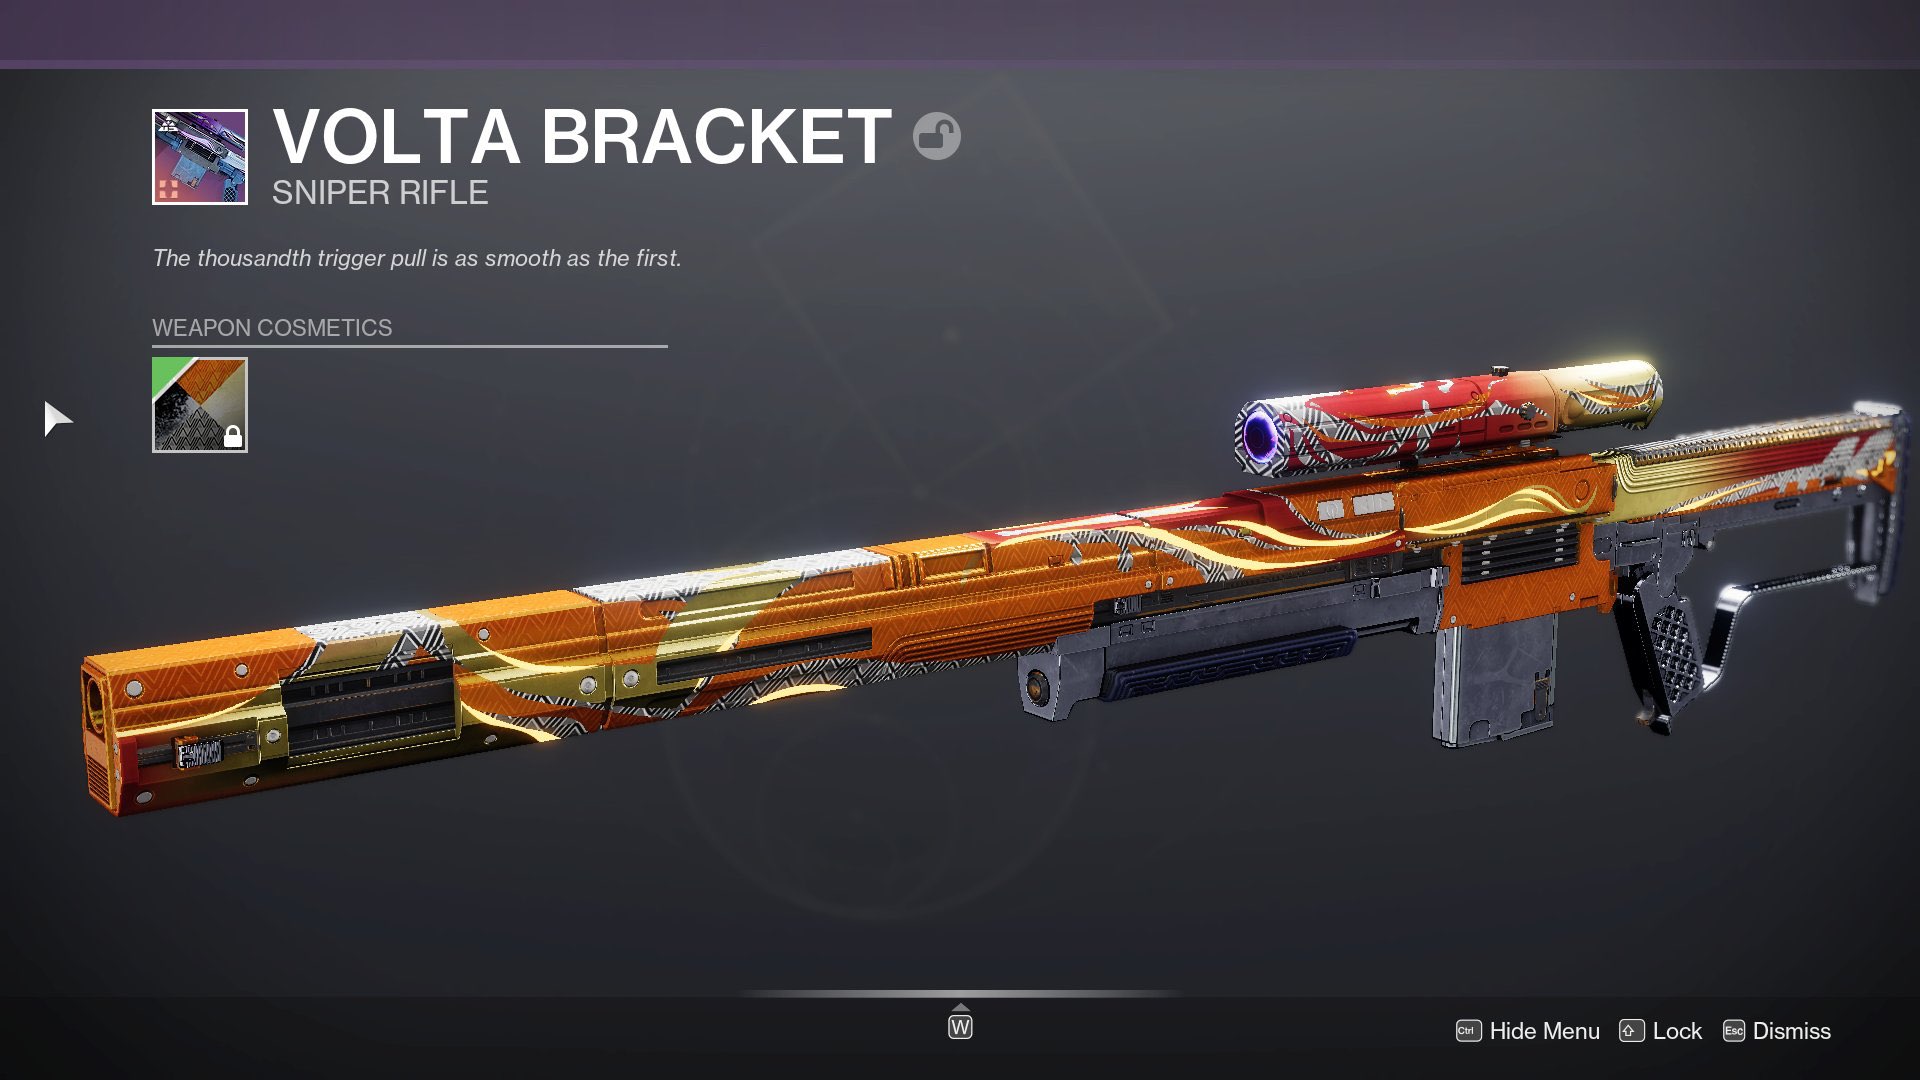 VOLTA BRACKET
SNIPER RIFLE
The thousandth trigger pull is as smooth as the first.
WEAPON COSMETICS
W
Ctrl Hide Menu Lock Esc Dismiss